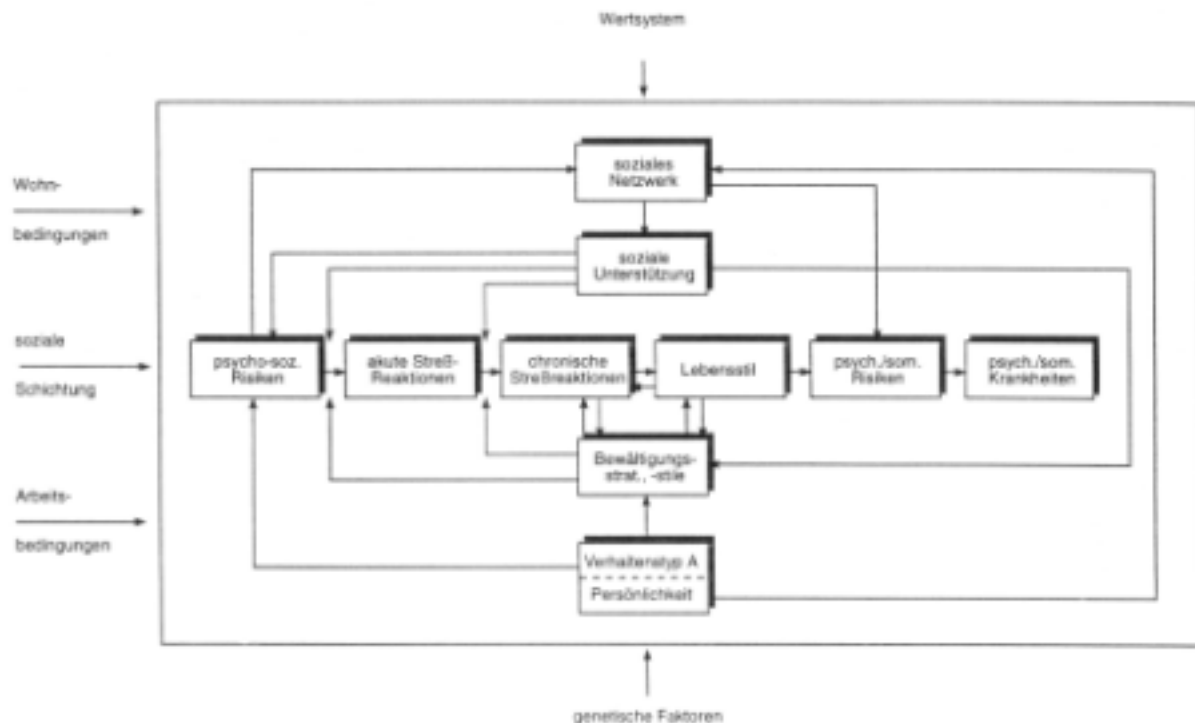 Wertsystem
soziales
Netzwerk
Wohn-
bedingungen
soziale
Unterstützung
soziale
Schichtung
psycho-soz.
Risiken
akute Streß-
Reaktionen
chronische
Streßreaktionen
Lebensstil
psych./som.
Risiken
psych./som.
Krankheiten
Bewältigungs-
strat., -stile
Arbeits-
bedingungen
Verhaltenstyp A
Persönlichkeit
genetische Faktoren